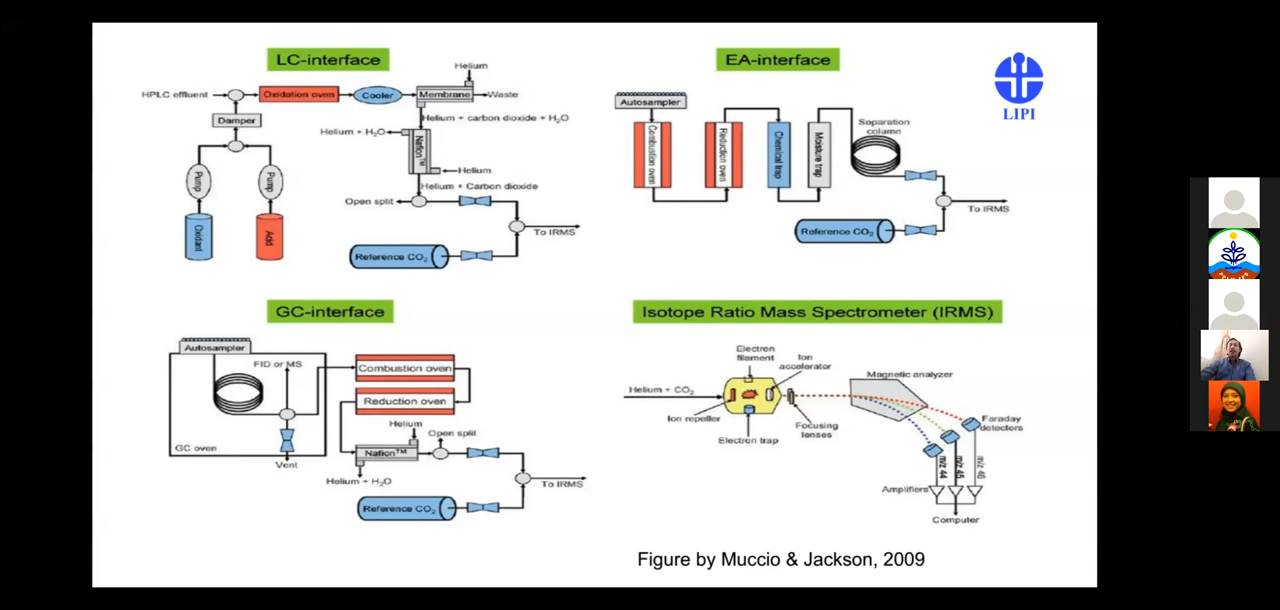 LC-interface
Helium
HPLC effluent
Oxidation oven
Cooler
Membrane
Waste
Damper
Helium + carbon dioxide + H₂O
Helium + H₂O
Nafion™
Helium
Pump
Pump
Helium + Carbon dioxide
Open split
Oxidant
Acid
To IRMS
Reference CO₂
EA-interface
LIPI
Autosampler
Combustion oven
Reduction oven
Chemical trap
Moisture trap
Separation
column
To IRMS
Reference CO₂
GC-interface
Autosampler
FID or MS
Combustion oven
Reduction oven
Helium
Open split
GC oven
Nafion™
Vent
Helium + H₂O
To IRMS
Reference CO₂
Isotope Ratio Mass Spectrometer (IRMS)
Electron
filament
Ion
accelerator
Magnetic analyzer
Helium + CO₂
Ion repeller
Focusing
lenses
Electron trap
Faraday
detectors
m/z 44
m/z 45
m/z 46
Amplifiers
Computer
Figure by Muccio & Jackson, 2009